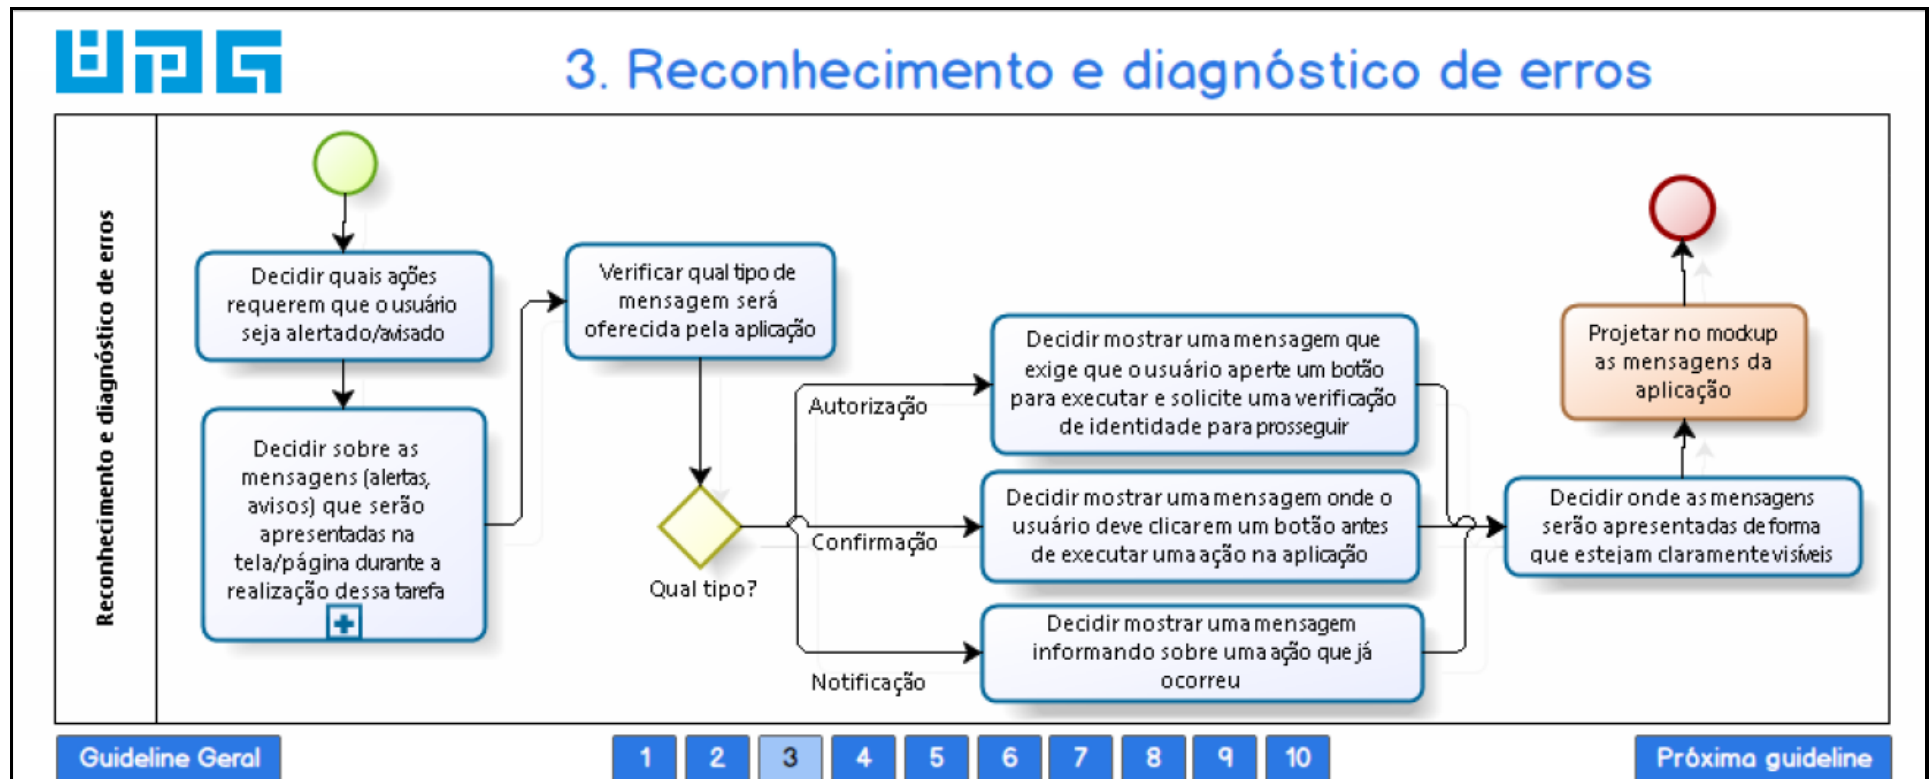 UPG
3. Reconhecimento e diagnóstico de erros
Reconhecimento e diagnóstico de erros
Decidir quais ações
requerem que o usuário
seja alertado/avisado
Decidir sobre as
mensagens (alertas,
avisos) que serão
apresentadas na
tela/página durante a
realização dessa tarefa
Verificar qual tipo de
mensagem será
oferecida pela aplicação
Qual tipo?
Autorização
Confirmação
Notificação
Decidir mostrar uma mensagem que
exige que o usuário aperte um botão
para executar e solicite uma verificação
de identidade para prosseguir
Decidir mostrar uma mensagem onde o
usuário deve clicar em um botão antes
de executar uma ação na aplicação
Decidir mostrar uma mensagem
informando sobre uma ação que já
ocorreu
Decidir onde as mensagens
serão apresentadas de forma
que estejam claramente visíveis
Projetar no mockup
as mensagens da
aplicação
Guideline Geral
1 2 3 4 5 6 7 8 9 10
Próxima guideline